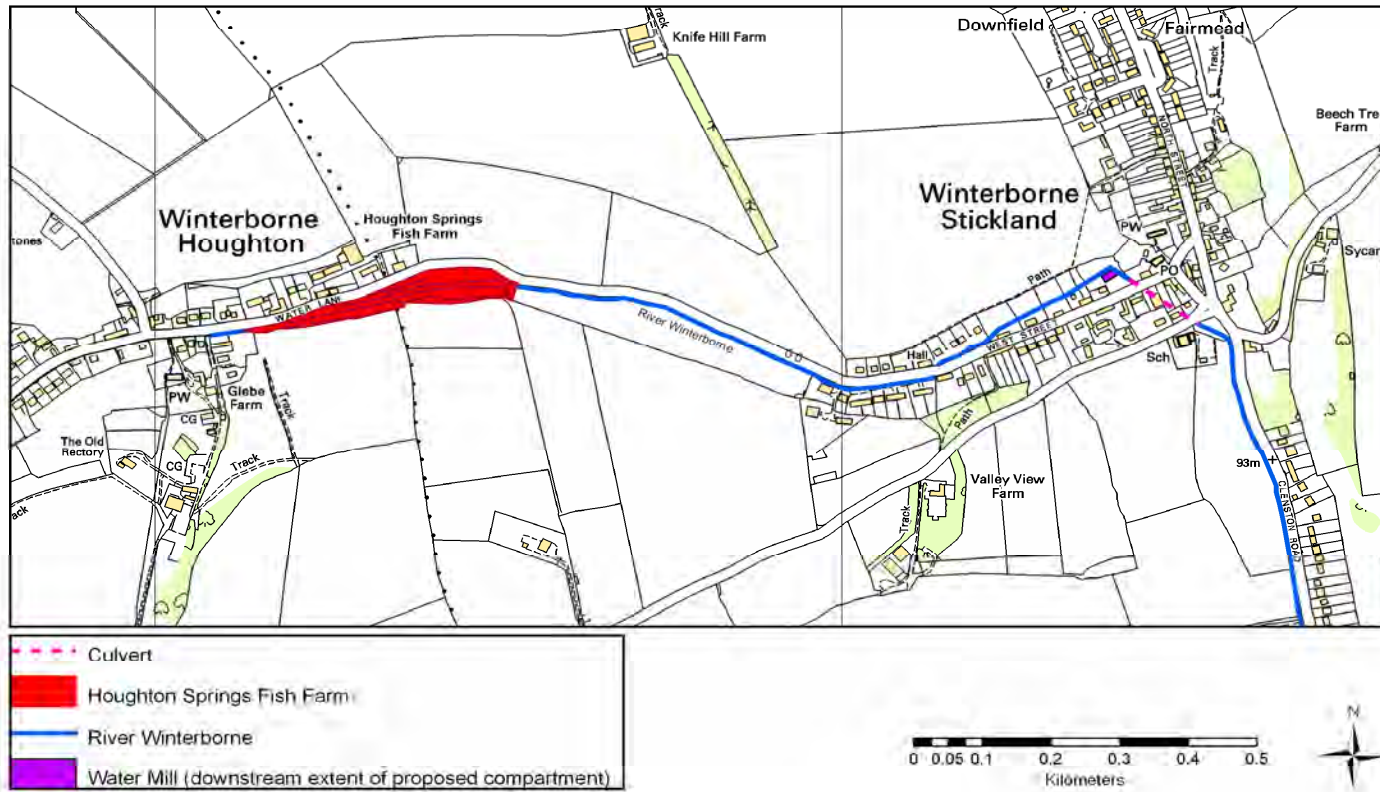 Track
Knife Hill Farm
Downfield
Fairmead
Track
Beech Tre
Farm
NORTH STREET
Winterborne
Houghton
Houghton Springs
Fish Farm
Winterborne
Stickland
PW
tones
Sycar
Path
PO
WATER LANE
River Winterborne
WEST STREET
Hall
Sch
Glebe
Farm
PW
Track
CG
Path
The Old
Rectory
CG
Track
93m
Valley View
Farm
Track
CLENSTON ROAD
ack
Culvert
Houghton Springs Fish Farm
River Winterborne
Water Mill (downstream extent of proposed compartment)
N
0 0.05 0.1 0.2 0.3 0.4 0.5
Kilometers